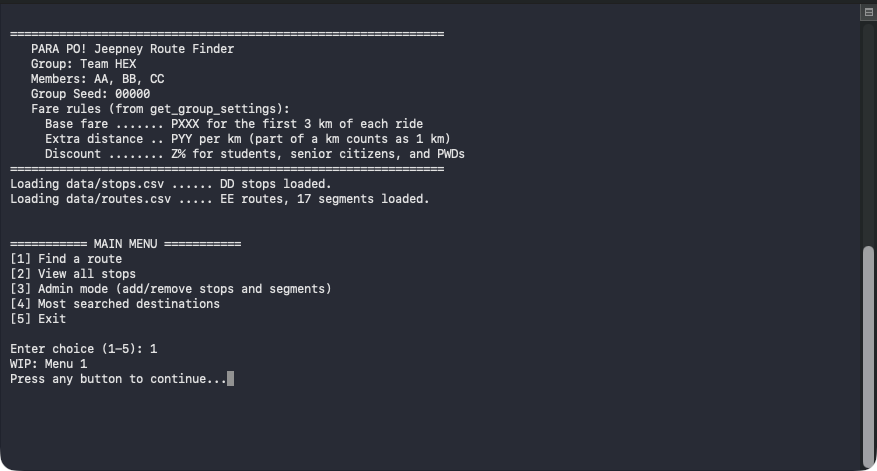 ==============================================================
PARA PO! Jeepney Route Finder
Group: Team HEX
Members: AA, BB, CC
Group Seed: 00000
Fare rules (from get_group_settings):
Base fare ....... PXXX for the first 3 km of each ride
Extra distance .. PYY per km (part of a km counts as 1 km)
Discount ........ Z% for students, senior citizens, and PWDs
==============================================================
Loading data/stops.csv ...... DD stops loaded.
Loading data/routes.csv ..... EE routes, 17 segments loaded.
=========== MAIN MENU ===========
[1] Find a route
[2] View all stops
[3] Admin mode (add/remove stops and segments)
[4] Most searched destinations
[5] Exit
Enter choice (1-5): 1
WIP: Menu 1
Press any button to continue...